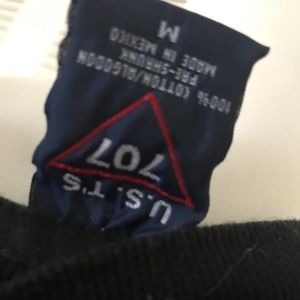 U.S. T'S
707
100% COTTON/ALGODON
PRE-SHRUNK
MADE IN MEXICO
M